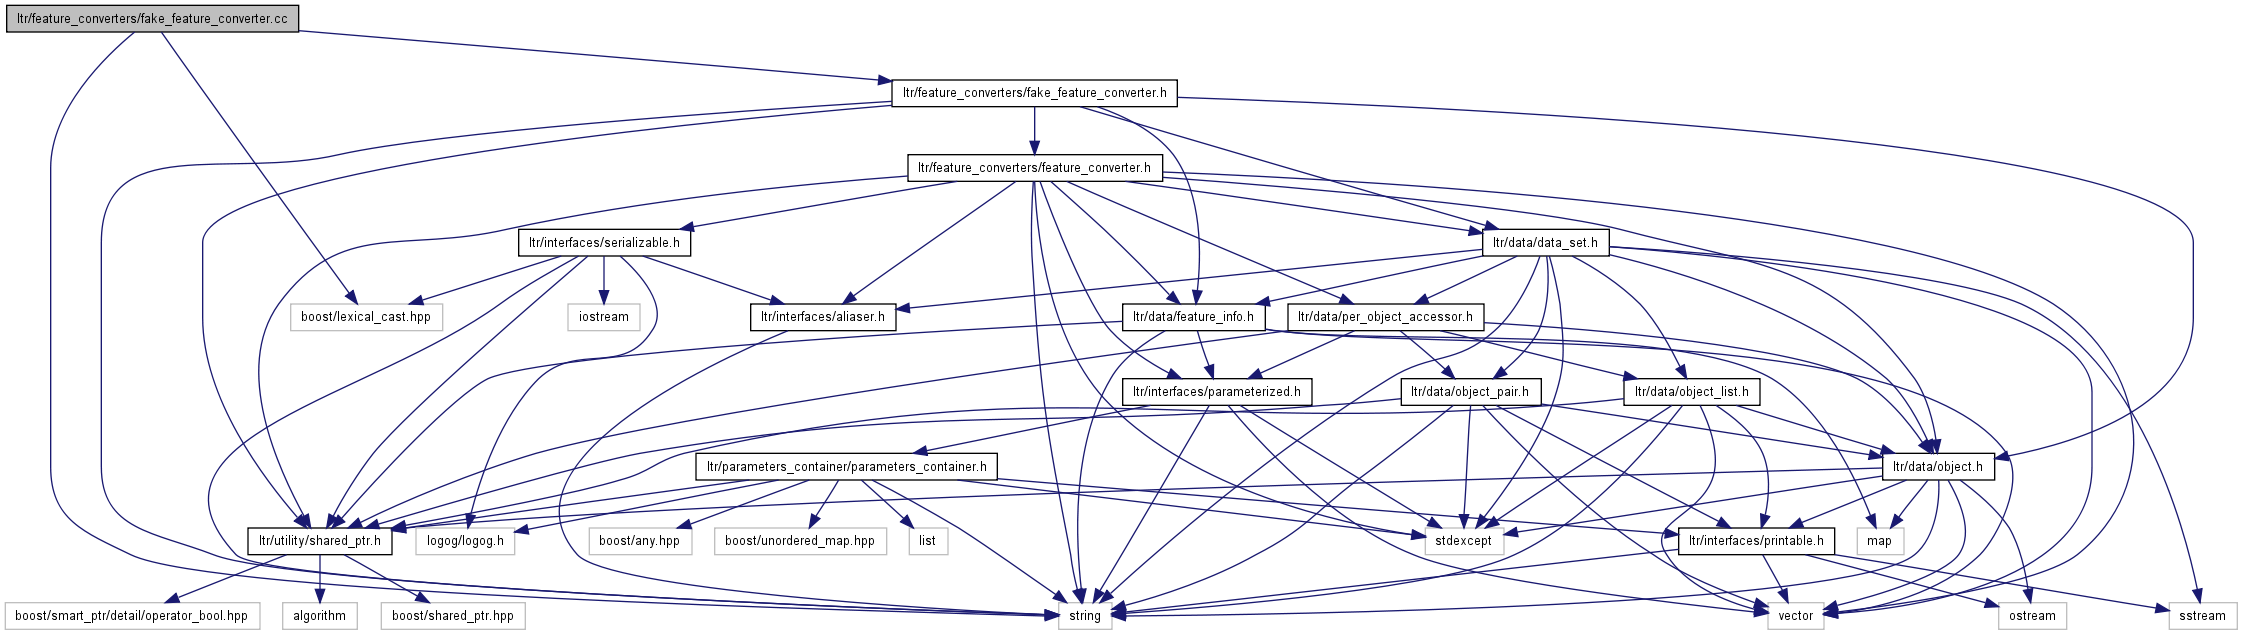 ltr/feature_converters/fake_feature_converter.cc
ltr/feature_converters/fake_feature_converter.h
ltr/feature_converters/feature_converter.h
ltr/interfaces/serializable.h
ltr/data/data_set.h
boost/lexical_cast.hpp
iostream
ltr/interfaces/aliaser.h
ltr/data/feature_info.h
ltr/data/per_object_accessor.h
ltr/interfaces/parameterized.h
ltr/data/object_pair.h
ltr/data/object_list.h
ltr/parameters_container/parameters_container.h
ltr/data/object.h
ltr/utility/shared_ptr.h
logog/logog.h
boost/any.hpp
boost/unordered_map.hpp
list
stdexcept
ltr/interfaces/printable.h
map
boost/smart_ptr/detail/operator_bool.hpp
algorithm
boost/shared_ptr.hpp
string
vector
ostream
sstream